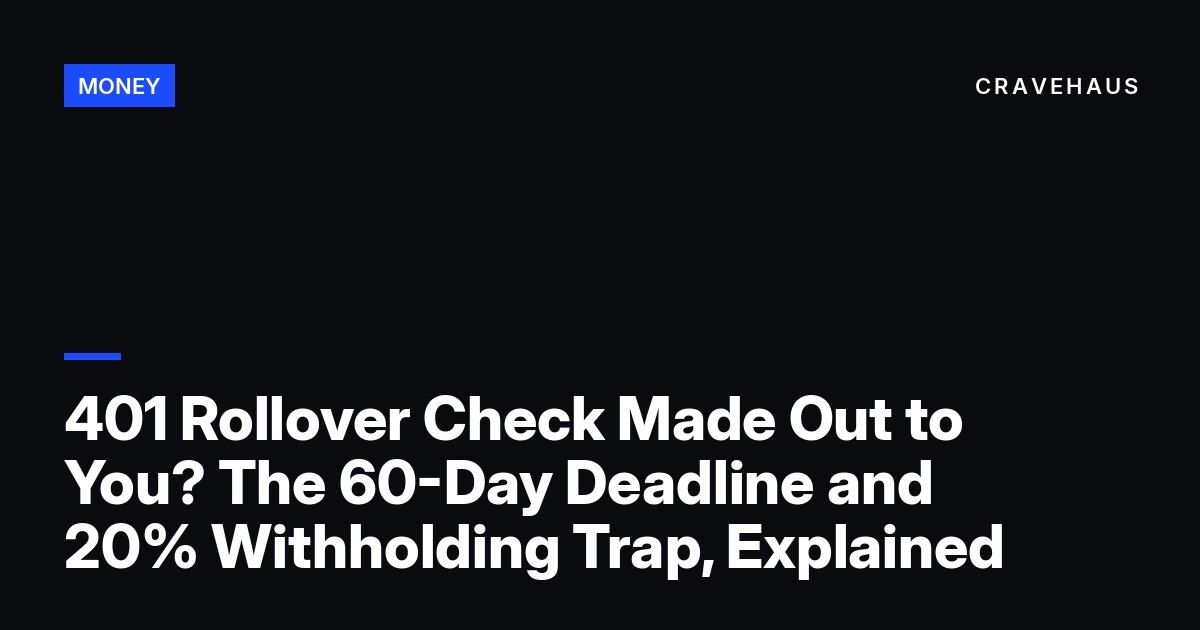 MONEY
CRAVEHAUS
401 Rollover Check Made Out to
You? The 60-Day Deadline and
20% Withholding Trap, Explained